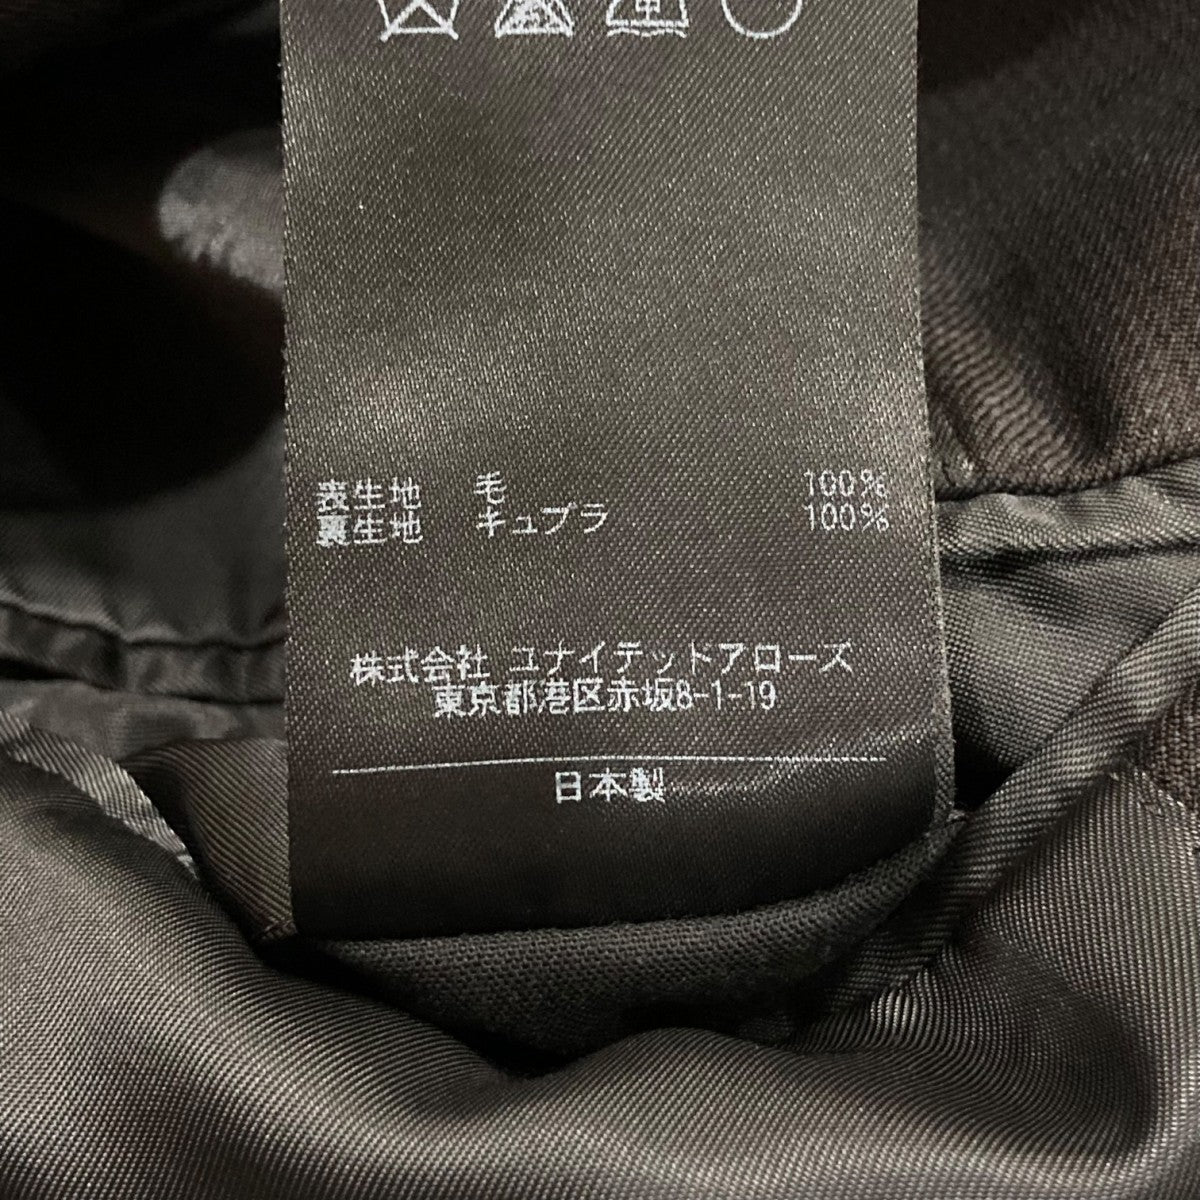 表生地 毛 100%
裏生地 キュプラ 100%
株式会社 ユナイテッドアローズ
東京都港区赤坂8-1-19
日本製